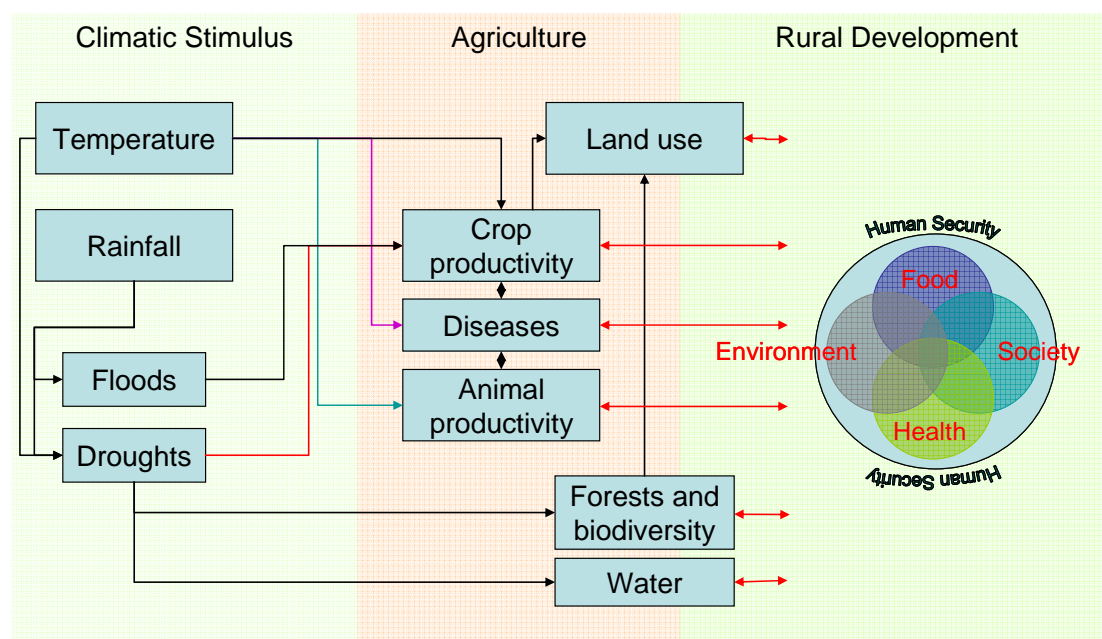 Climatic Stimulus
Agriculture
Rural Development
Temperature
Land use
Rainfall
Crop
productivity
Human Security
Food
Diseases
Environment
Society
Floods
Animal
productivity
Health
Droughts
Human Security
Forests and
biodiversity
Water